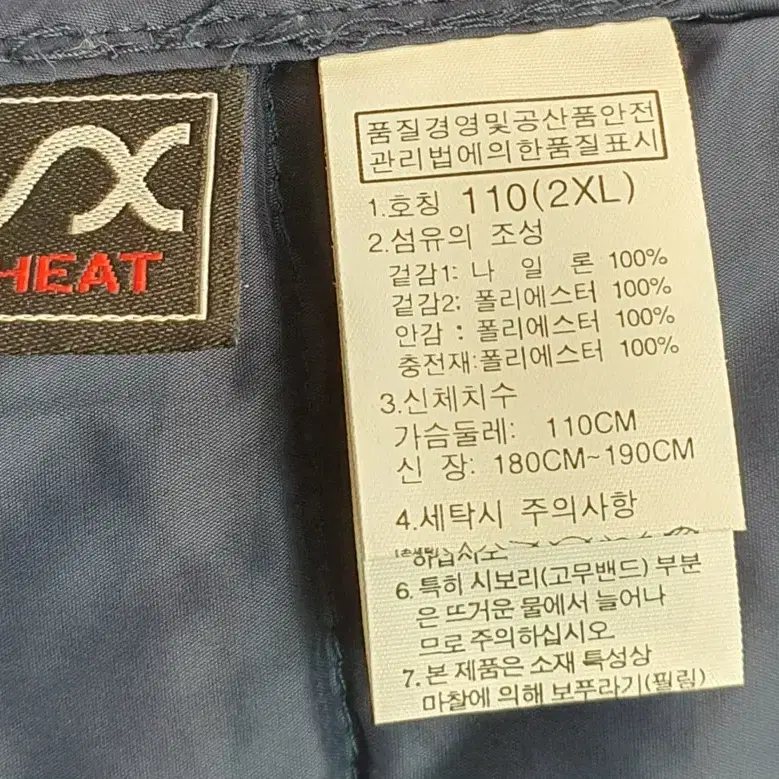 HEAT
품질경영및공산품안전
관리법에의한품질표시
1.호칭 110(2XL)
2.섬유의 조성
겉감1: 나 일 론 100%
겉감2: 폴리에스터 100%
안감 : 폴리에스터 100%
충전재:폴리에스터 100%
3.신체치수
가슴둘레: 110CM
신 장: 180CM~190CM
4.세탁시 주의사항
하십시오.
6. 특히 시보리(고무밴드) 부분
은 뜨거운 물에서 늘어나
므로 주의하십시오.
7. 본 제품은 소재 특성상
마찰에 의해 보푸라기(필링)